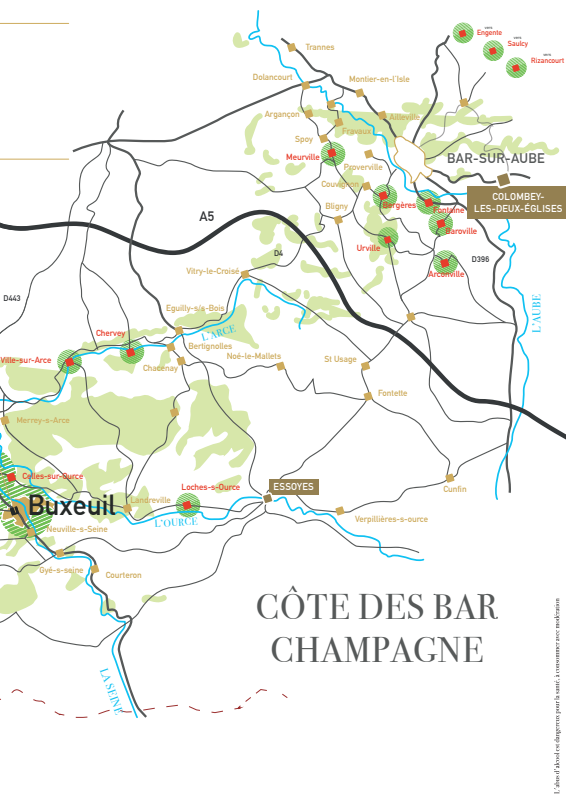 vers
Engente
vers
Saulcy
vers
Rizancourt
Trannes
Dolancourt
Montier-en-l'Isle
Argançon
Ailleville
Fravaux
Spoy
Meurville
Proverville
BAR-SUR-AUBE
Couvignon
COLOMBEY-
LES-DEUX-ÉGLISES
Bergères
Fontaine
Bligny
A5
Baroville
Urville
D4
D396
Arconville
Vitry-le-Croisé
D443
Eguilly-s/s-Bois
L'ARCE
L'AUBE
Chervey
Bertignolles
Ville-sur-Arce
Noé-le-Mallets
St Usage
Chacenay
Fontette
Merrey-s-Arce
Celles-sur-Ource
Loches-s-Ource
ESSOYES
Cunfin
Buxeuil
Landreville
L'OURCE
Verpillières-s-ource
Neuville-s-Seine
Gyé-s-seine
Courteron
CÔTE DES BAR
CHAMPAGNE
LA SEINE
L'abus d'alcool est dangereux pour la santé, à consommer avec modération